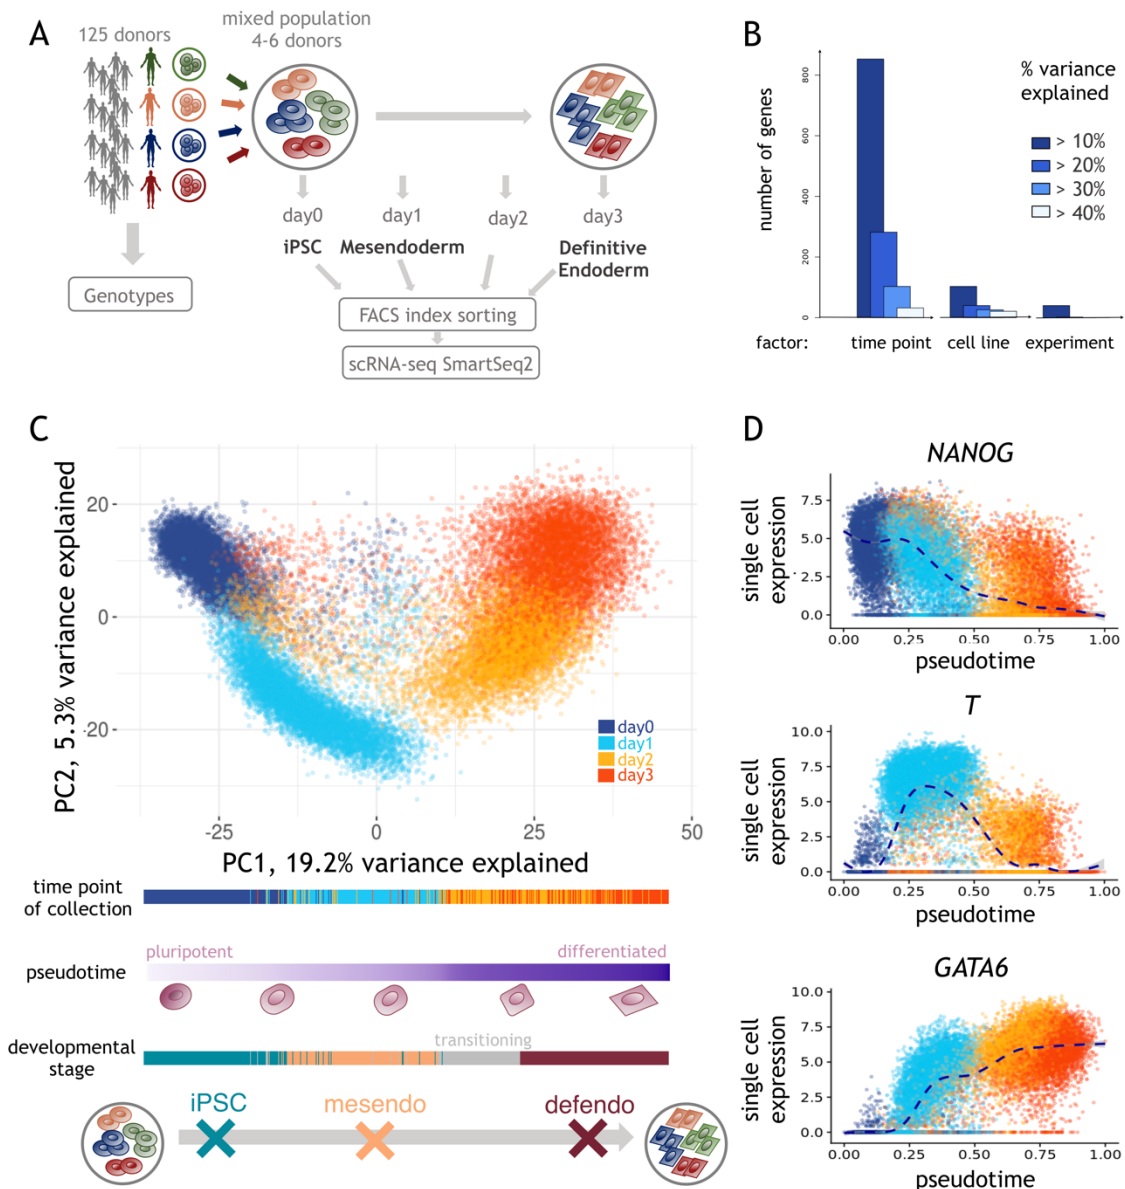 A
125 donors
mixed population
4-6 donors
day0
day1
day2
day3
iPSC
Mesendoderm
Definitive
Endoderm
Genotypes
FACS index sorting
scRNA-seq SmartSeq2
B
% variance
explained
> 10%
> 20%
> 30%
> 40%
number of genes
800
600
400
200
0
factor:
time point
cell line
experiment
C
PC2, 5.3% variance explained
20
0
-20
-25
0
25
50
day0
day1
day2
day3
PC1, 19.2% variance explained
time point
of collection
pluripotent
differentiated
pseudotime
transitioning
developmental
stage
iPSC
mesendo
defendo
D
NANOG
single cell
expression
7.5
5.0
2.5
0.0
0.00
0.25
0.50
0.75
1.00
pseudotime
T
single cell
expression
10.0
7.5
5.0
2.5
0.0
0.00
0.25
0.50
0.75
1.00
pseudotime
GATA6
single cell
expression
10.0
7.5
5.0
2.5
0.0
0.00
0.25
0.50
0.75
1.00
pseudotime